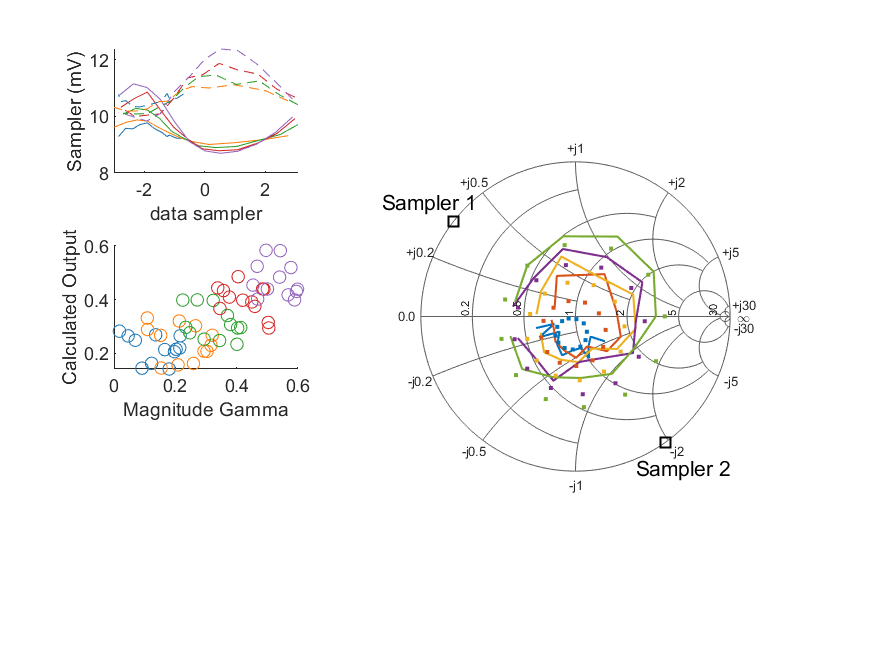 12
10
8
Sampler (mV)
-2
0
2
data sampler
0.6
0.4
0.2
Calculated Output
0
0.2
0.4
0.6
Magnitude Gamma
+j1
+j0.5
+j2
Sampler 1
+j0.2
+j5
0.0
0.2
0.5
2
5
30
+j30
∞
-j30
-j0.2
-j5
-j0.5
-j2
Sampler 2
-j1